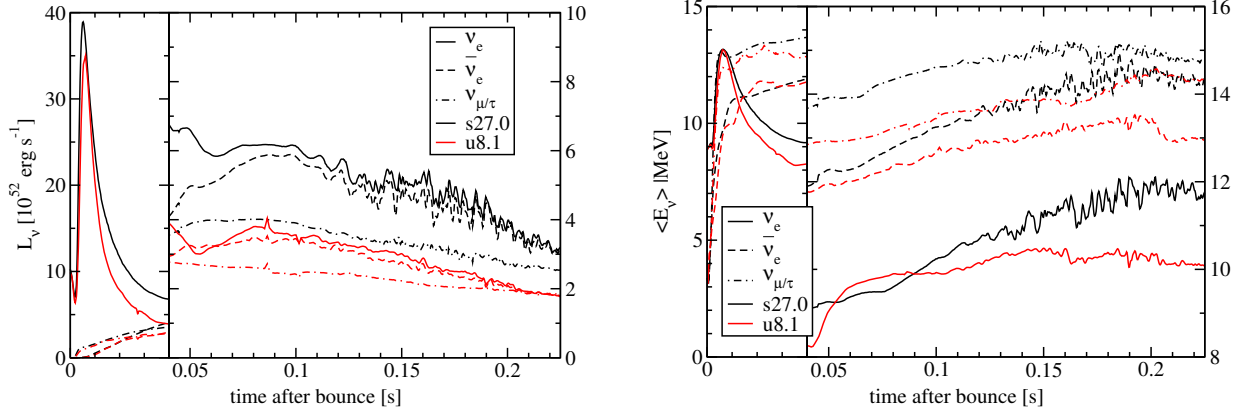 40
30
20
10
0
L_ν [10^52 erg s^-1]
10
8
6
4
2
0
ν_e
ν̅_e
ν_μ/τ
s27.0
u8.1
0
0.05
0.1
0.15
0.2
time after bounce [s]
15
10
5
0
<E_ν> |MeV]
16
14
12
10
8
ν_e
ν̅_e
ν_μ/τ
s27.0
u8.1
0
0.05
0.1
0.15
0.2
time after bounce [s]